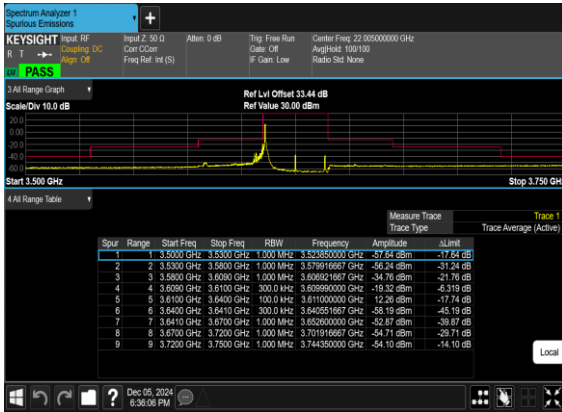 Spectrum Analyzer 1
Spurious Emissions
KEYSIGHT Input: RF Input Z: 50 Ω Atten: 0 dB Trig: Free Run Center Freq: 22.005000000 GHz
R T Coupling: DC Corr CCorr Gate: Off Avg|Hold: 100/100
Align: Off Freq Ref: Int (S) IF Gain: Low Radio Std: None
LXI PASS
3 All Range Graph Ref Lvl Offset 33.44 dB
Scale/Div 10.0 dB Ref Value 30.00 dBm
20.0
0.00
-20.0
-40.0
-60.0
Start 3.500 GHz Stop 3.750 GHz
4 All Range Table
Measure Trace Trace 1
Trace Type Trace Average (Active)
Spur Range Start Freq Stop Freq RBW Frequency Amplitude ΔLimit
1 1 3.5000 GHz 3.5300 GHz 1.000 MHz 3.523850000 GHz -57.64 dBm -17.64 dB
2 2 3.5300 GHz 3.5800 GHz 1.000 MHz 3.579916667 GHz -56.24 dBm -31.24 dB
3 3 3.5800 GHz 3.6090 GHz 1.000 MHz 3.606921667 GHz -34.76 dBm -21.76 dB
4 4 3.6090 GHz 3.6100 GHz 300.0 kHz 3.609990000 GHz -19.32 dBm -6.319 dB
5 5 3.6100 GHz 3.6400 GHz 100.0 kHz 3.611000000 GHz 12.26 dBm -17.74 dB
6 6 3.6400 GHz 3.6410 GHz 300.0 kHz 3.640551667 GHz -58.19 dBm -45.19 dB
7 7 3.6410 GHz 3.6700 GHz 1.000 MHz 3.652600000 GHz -52.87 dBm -39.87 dB
8 8 3.6700 GHz 3.7200 GHz 1.000 MHz 3.701916667 GHz -54.71 dBm -29.71 dB
9 9 3.7200 GHz 3.7500 GHz 1.000 MHz 3.744350000 GHz -54.10 dBm -14.10 dB
Local
Dec 05, 2024
6:36:06 PM